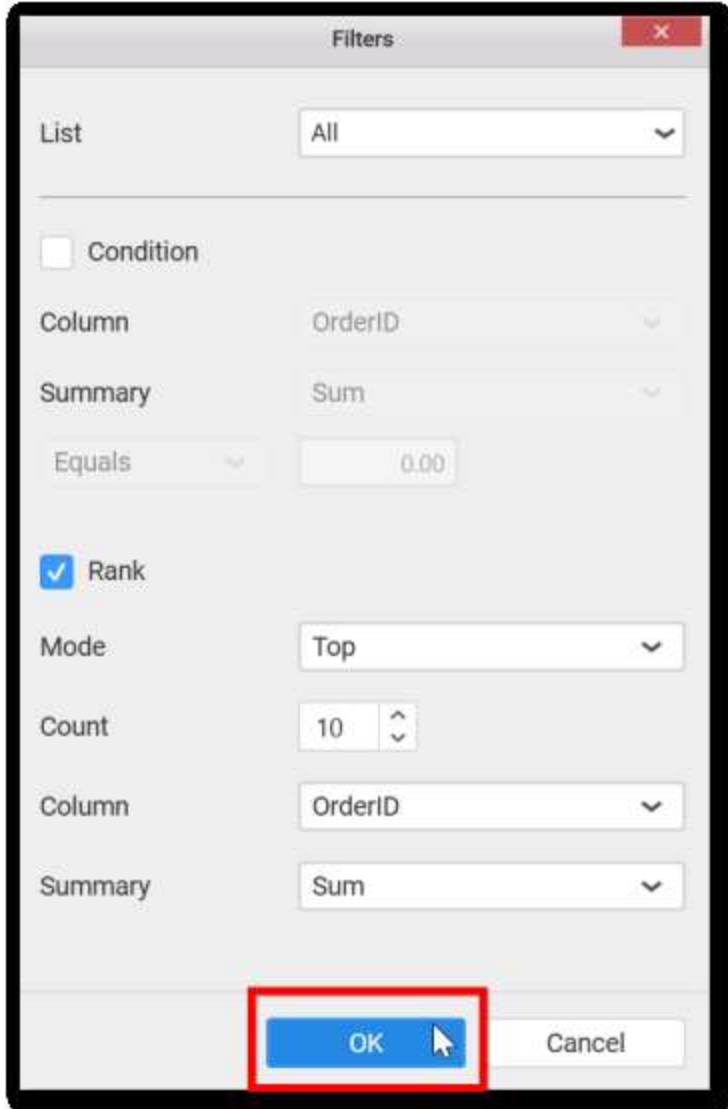 Filters
List All
Condition
Column OrderID
Summary Sum
Equals 0.00
Rank
Mode Top
Count 10
Column OrderID
Summary Sum
OK Cancel